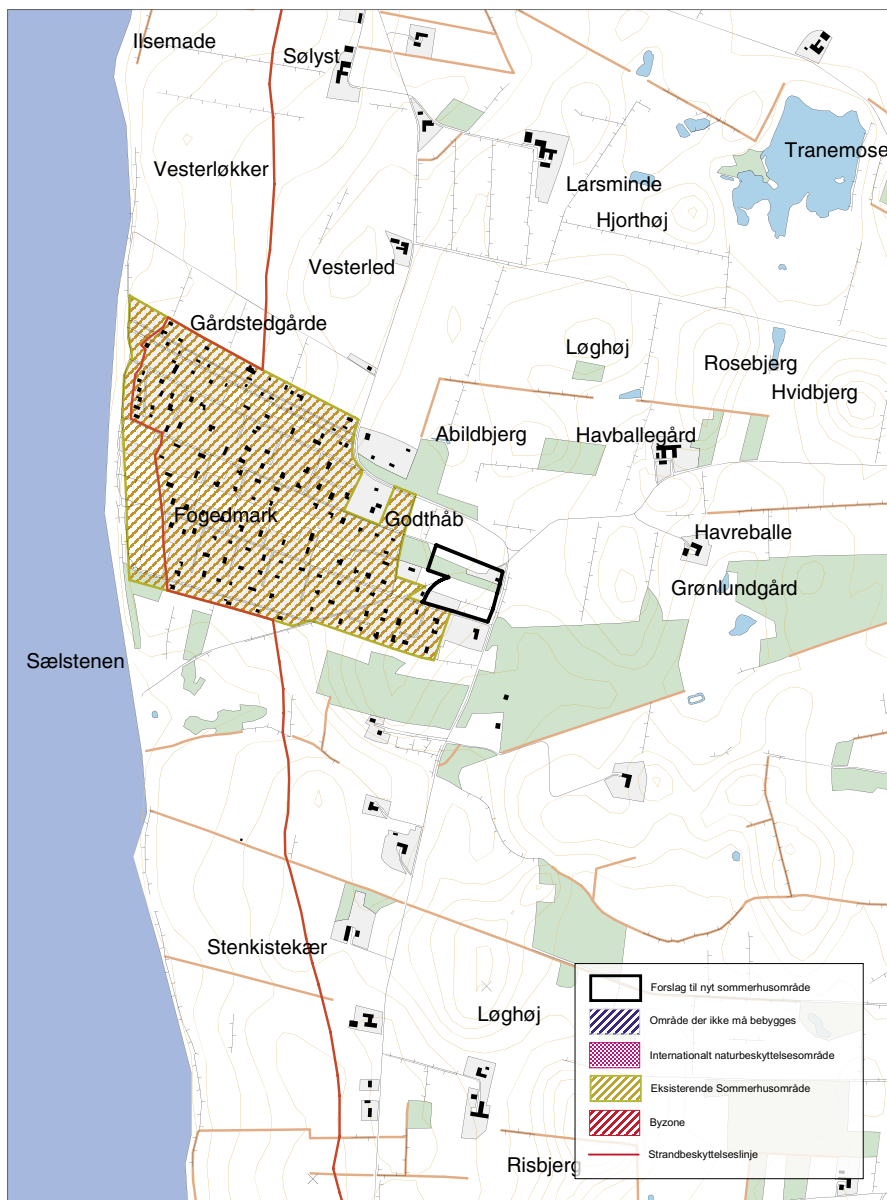 Ilsemade
Sølyst
Tranemose
Vesterløkker
Larsminde
Hjorthøj
Vesterled
Gårdstedgårde
Løghøj
Rosebjerg
Hvidbjerg
Abildbjerg
Havballegård
Fogedmark
Godthåb
Havreballe
Grønlundgård
Sælstenen
Stenkistekær
Løghøj
Risbjerg
Forslag til nyt sommerhusområde
Område der ikke må bebygges
Internationalt naturbeskyttelsesområde
Eksisterende Sommerhusområde
Byzone
Strandbeskyttelseslinje